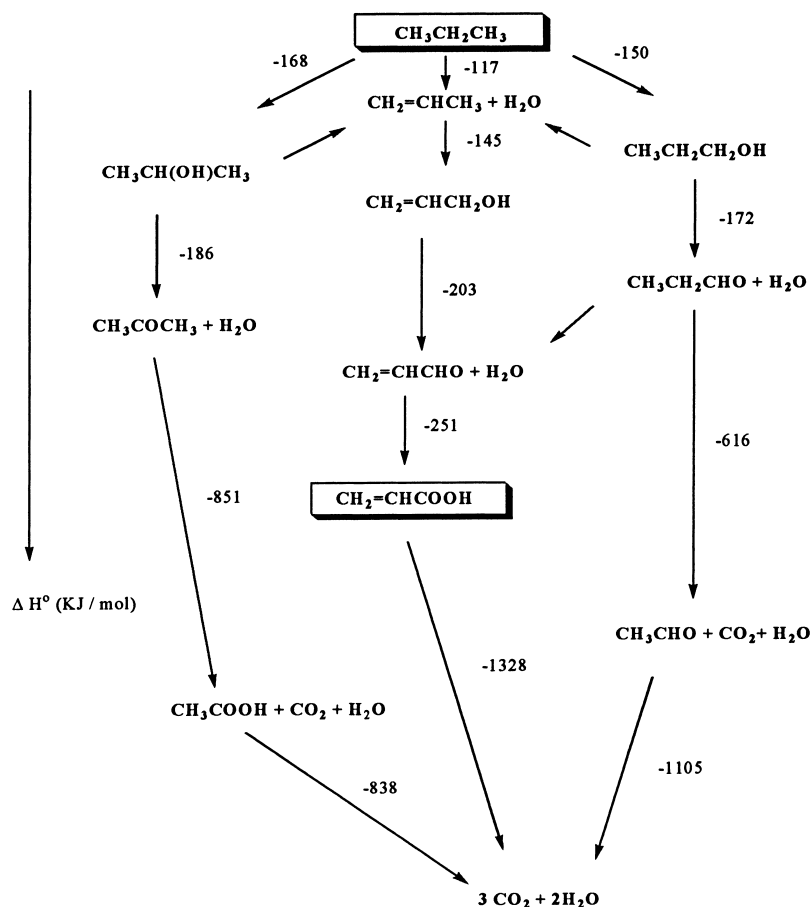 CH₃CH₂CH₃
-168
-117
-150
CH₂=CHCH₃ + H₂O
-145
CH₃CH(OH)CH₃
CH₃CH₂CH₂OH
CH₂=CHCH₂OH
-186
-172
-203
CH₃CH₂CHO + H₂O
CH₃COCH₃ + H₂O
CH₂=CHCHO + H₂O
-251
-616
-851
CH₂=CHCOOH
Δ H° (KJ / mol)
CH₃CHO + CO₂+ H₂O
-1328
CH₃COOH + CO₂ + H₂O
-1105
-838
3 CO₂ + 2H₂O